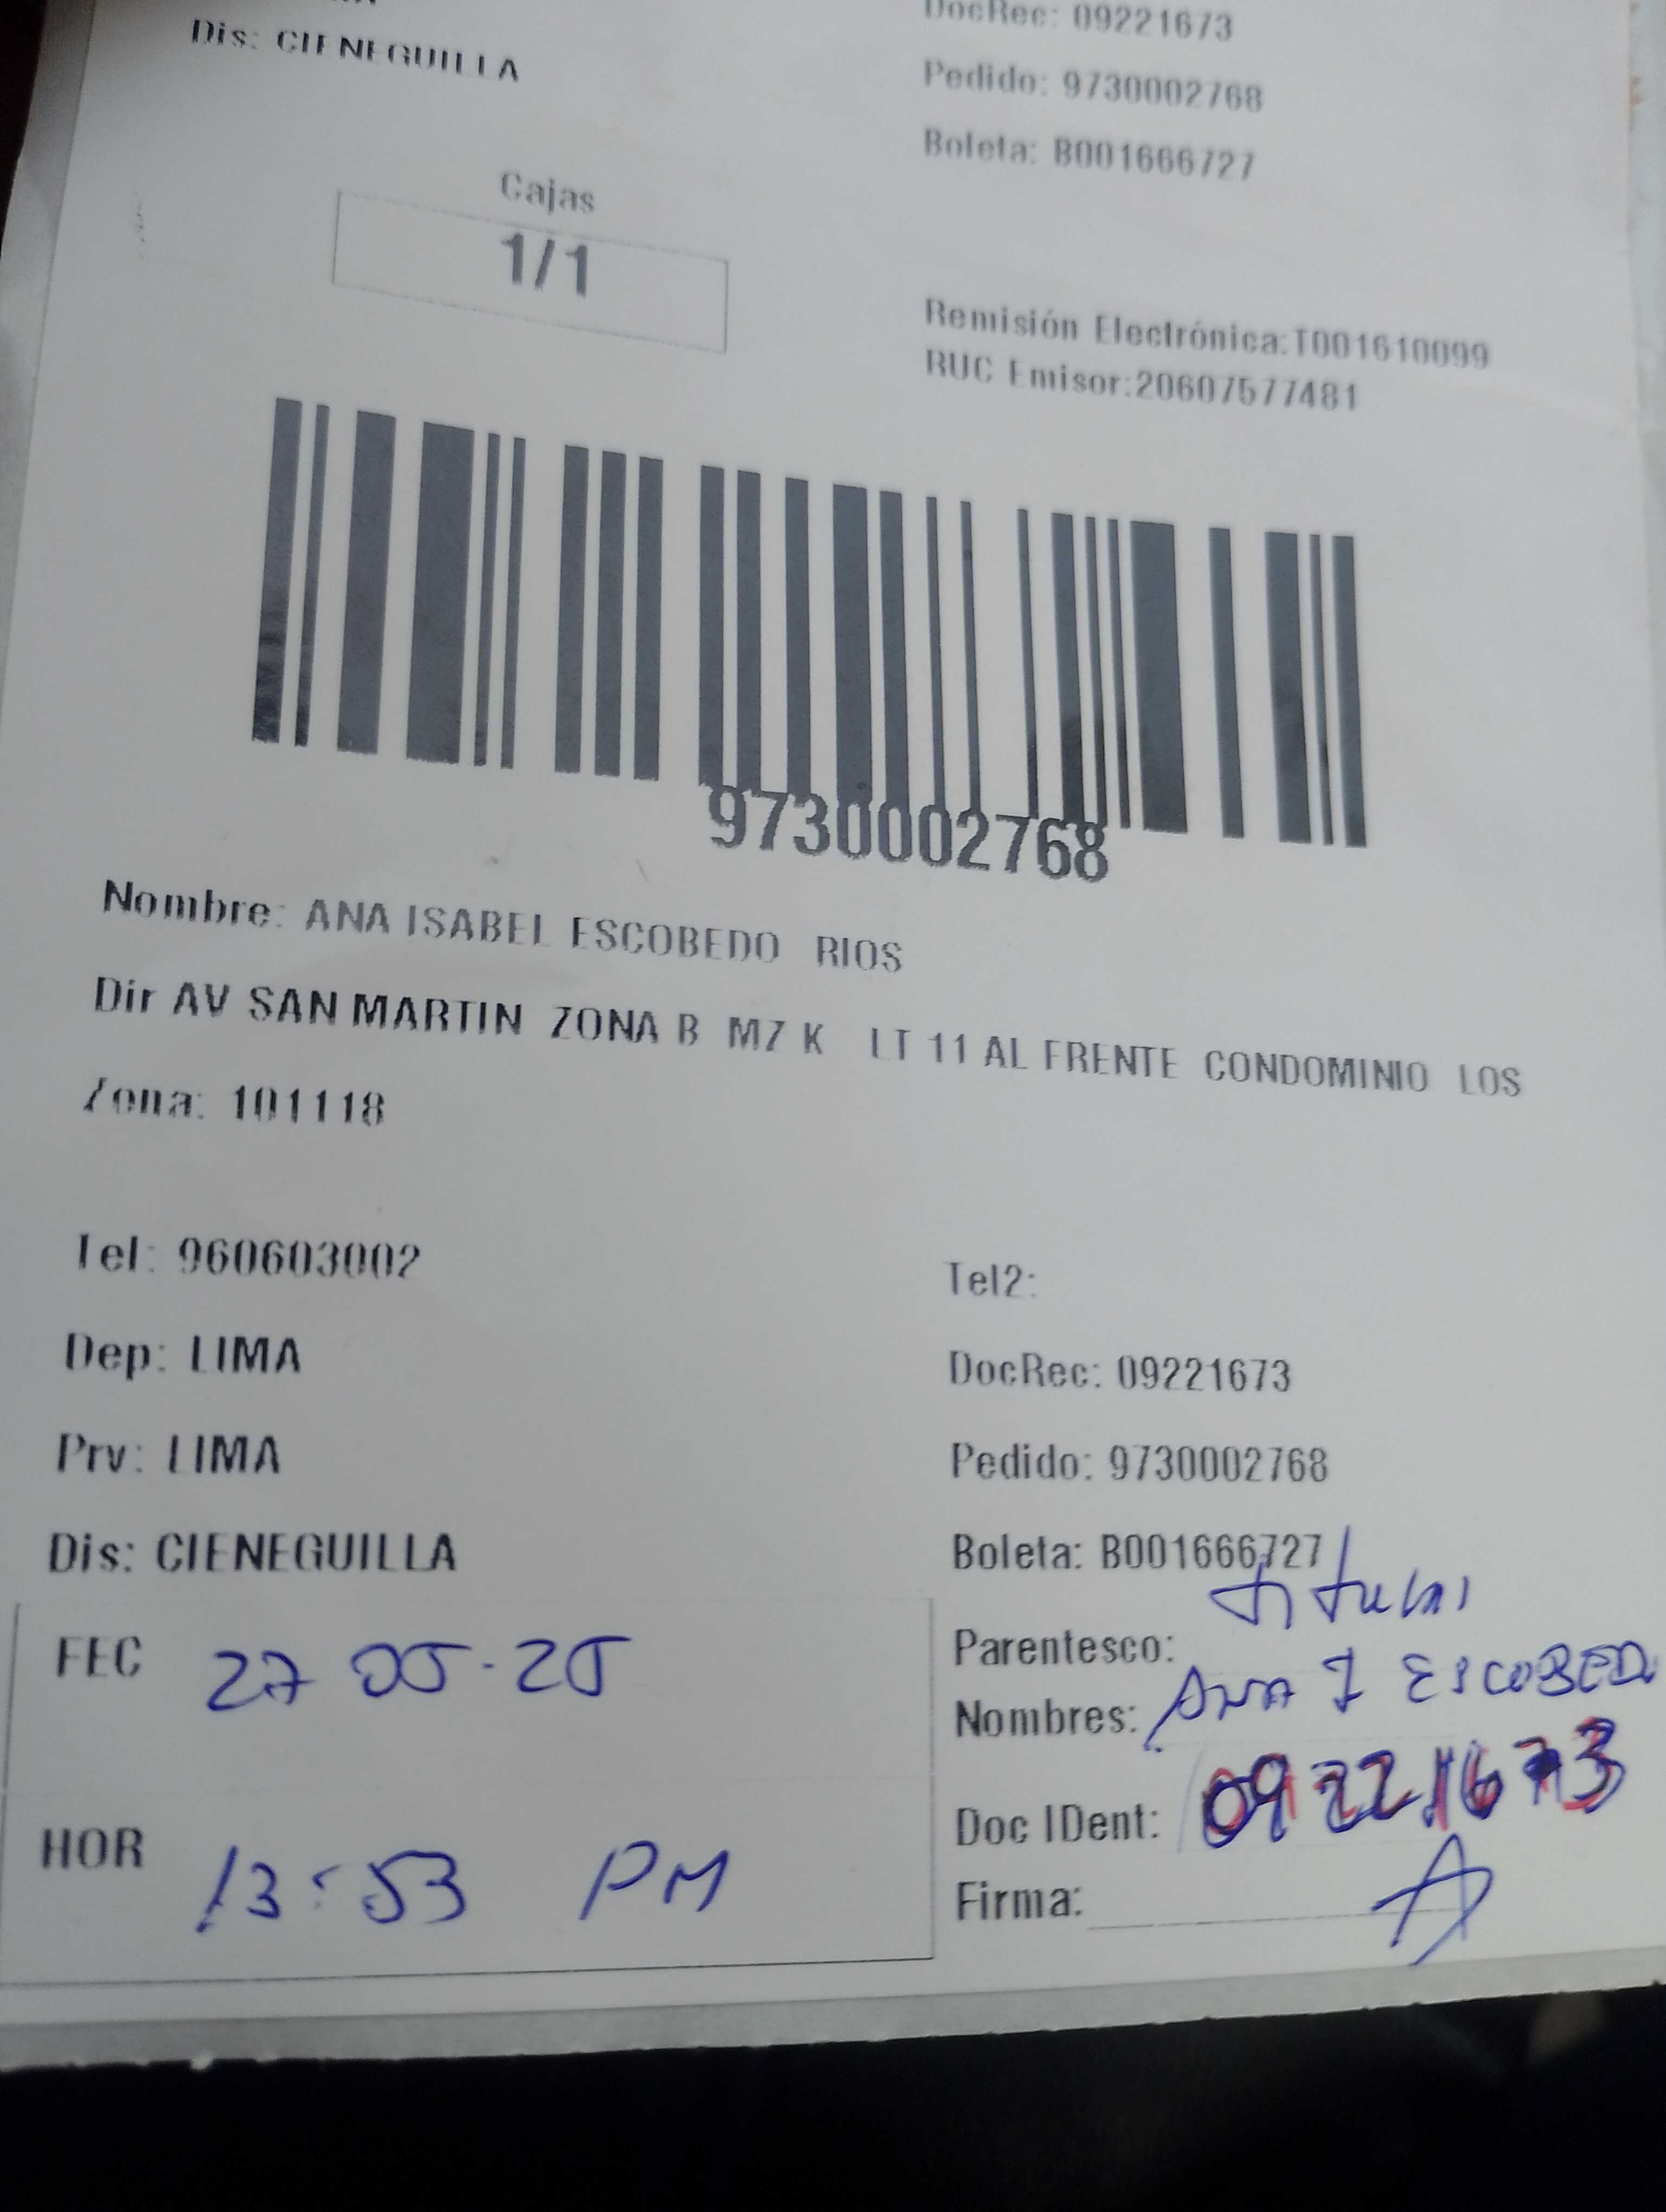 DocRec: 09221673
Dis: CIENEGUILLA
Pedido: 9730002768
Boleta: B001666727
Cajas
1/1
Remisión Electrónica:T001610099
RUC Emisor:20607577481
9730002768
Nombre: ANA ISABEL ESCOBEDO RIOS
Dir AV SAN MARTIN ZONA B MZ K LT 11 AL FRENTE CONDOMINIO LOS
Zona: 101118
Tel: 960603002
Tel2:
Dep: LIMA
DocRec: 09221673
Prv: LIMA
Pedido: 9730002768
Dis: CIENEGUILLA
Boleta: B001666727
FEC 27 05-25
Parentesco: titular
Nombres: ANA I ESCOBEDO
Doc IDent: 09221673
HOR 13:53 PM
Firma: